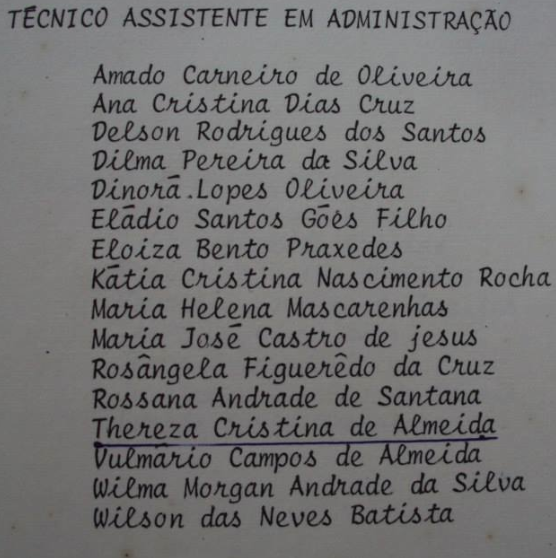 TÉCNICO ASSISTENTE EM ADMINISTRAÇÃO
Amado Carneiro de Oliveira
Ana Cristina Dias Cruz
Delson Rodrigues dos Santos
Dilma Pereira da Silva
Dinorá.Lopes Oliveira
Eládio Santos Góes Filho
Eloiza Bento Praxedes
Kátia Cristina Nascimento Rocha
Maria Helena Mascarenhas
Maria José Castro de jesus
Rosângela Figuerêdo da Cruz
Rossana Andrade de Santana
Thereza Cristina de Almeida
Vulmário Campos de Almeida
Wilma Morgan Andrade da Silva
Wilson das Neves Batista